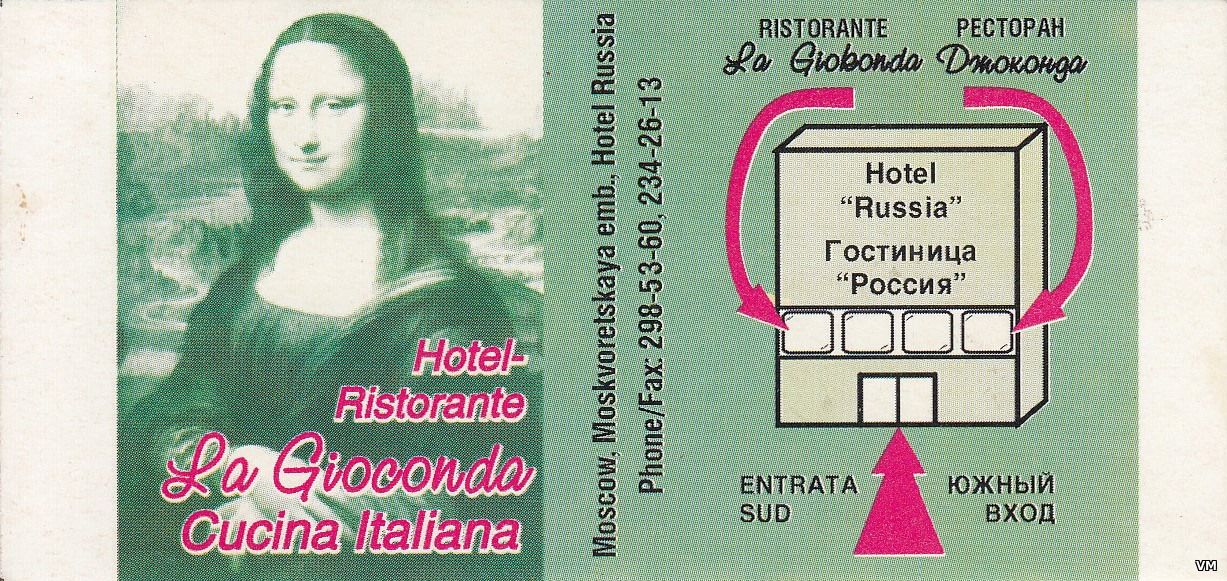 Hotel-
Ristorante
La Gioconda
Cucina Italiana
Moscow, Moskvoretskaya emb., Hotel Russia
Phone/Fax: 298-53-60, 234-26-13
RISTORANTE
La Giokonda
РЕСТОРАН
Джоконда
Hotel
“Russia”
Гостиница
“Россия”
ENTRATA
SUD
ЮЖНЫЙ
ВХОД
VM